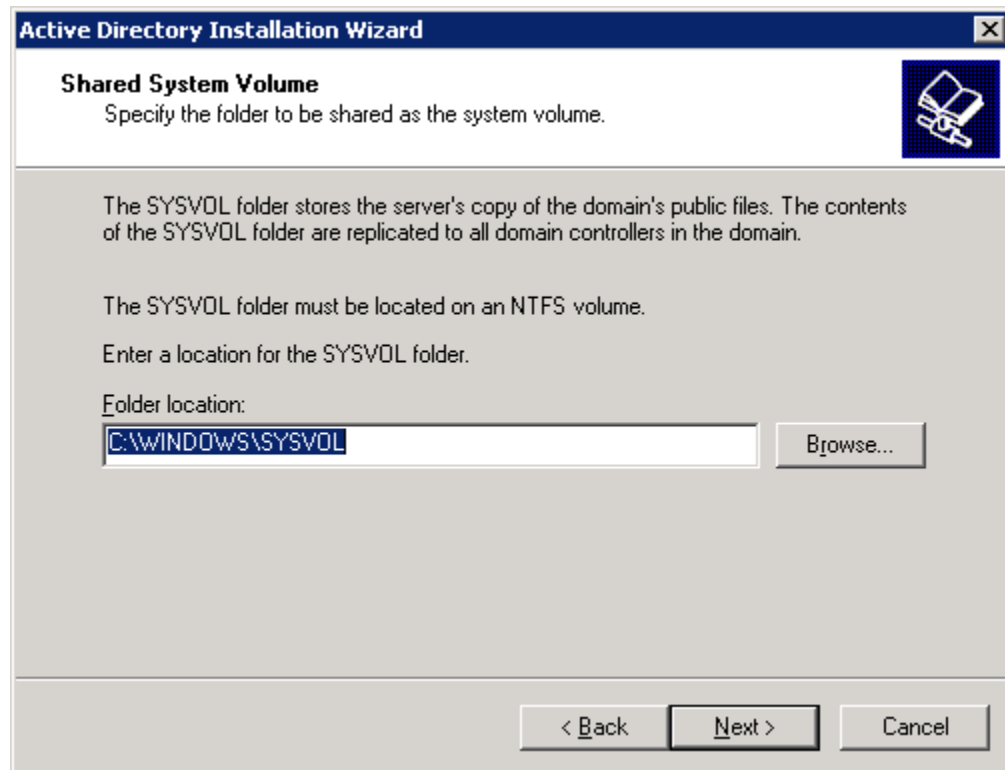 Active Directory Installation Wizard
Shared System Volume
Specify the folder to be shared as the system volume.
The SYSVOL folder stores the server's copy of the domain's public files. The contents
of the SYSVOL folder are replicated to all domain controllers in the domain.
The SYSVOL folder must be located on an NTFS volume.
Enter a location for the SYSVOL folder.
Folder location:
C:\WINDOWS\SYSVOL
Browse...
< Back
Next >
Cancel